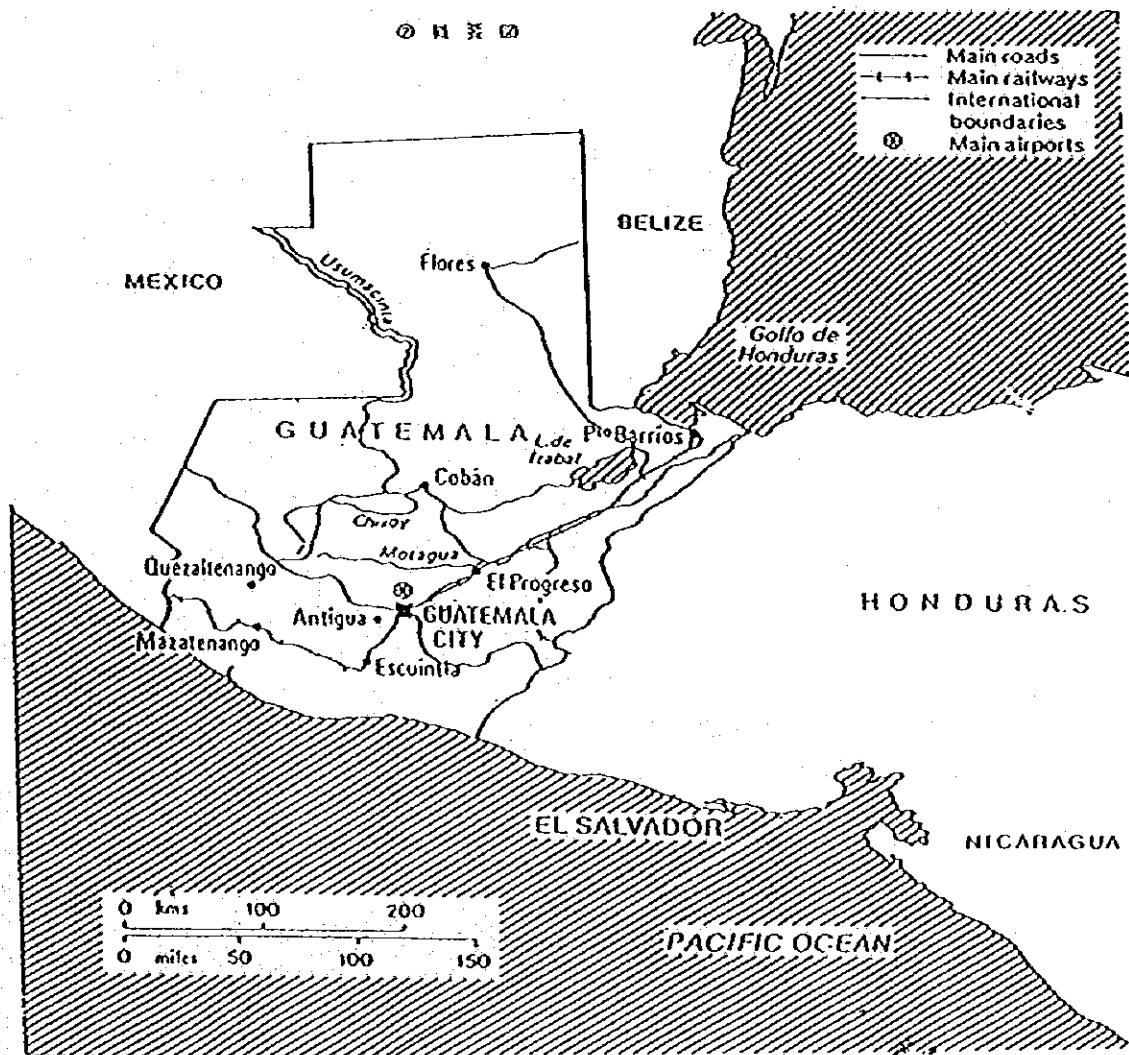 Main roads
Main railways
International
boundaries
Main airports
BELIZE
MEXICO
Usumacinta
Flores
Golfo de
Honduras
GUATEMALA
L. de
Izabal
Pto Barrios
Cobán
Chixoy
Motagua
Quezaltenango
El Progreso
HONDURAS
Antigua
GUATEMALA
CITY
Mazatenango
Escuintla
EL SALVADOR
NICARAGUA
0 kms 100 200
0 miles 50 100 150
PACIFIC OCEAN